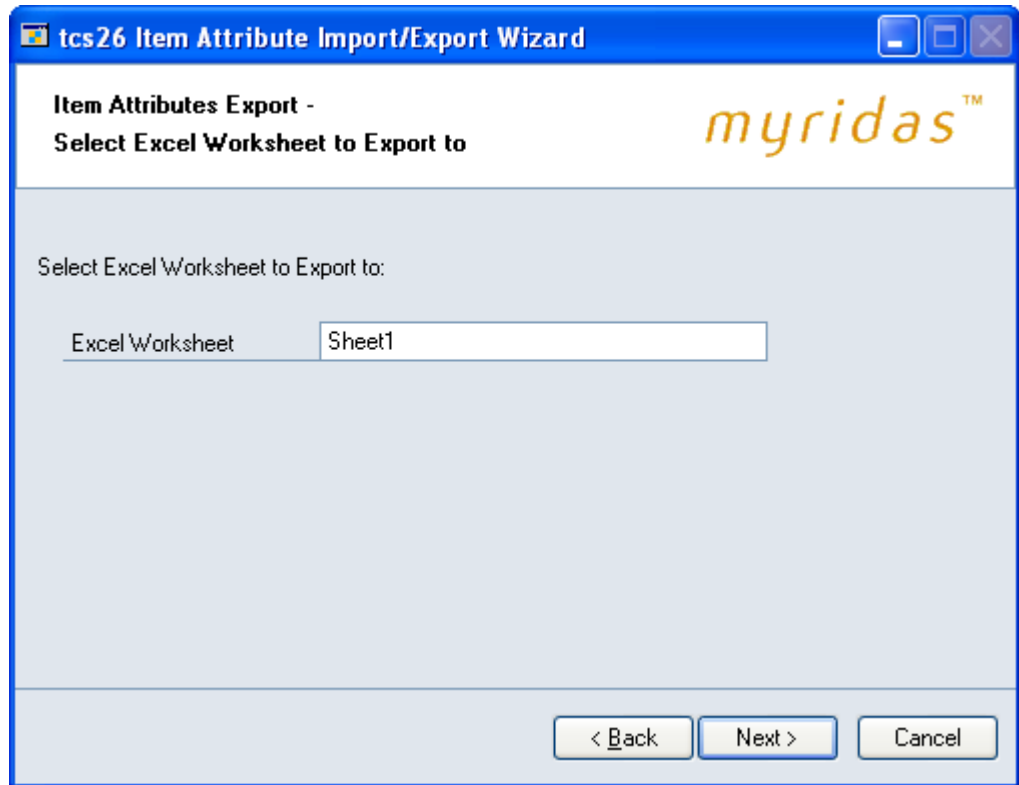 tcs26 Item Attribute Import/Export Wizard
Item Attributes Export -
Select Excel Worksheet to Export to
myridas™
Select Excel Worksheet to Export to:
Excel Worksheet Sheet1
< Back Next > Cancel